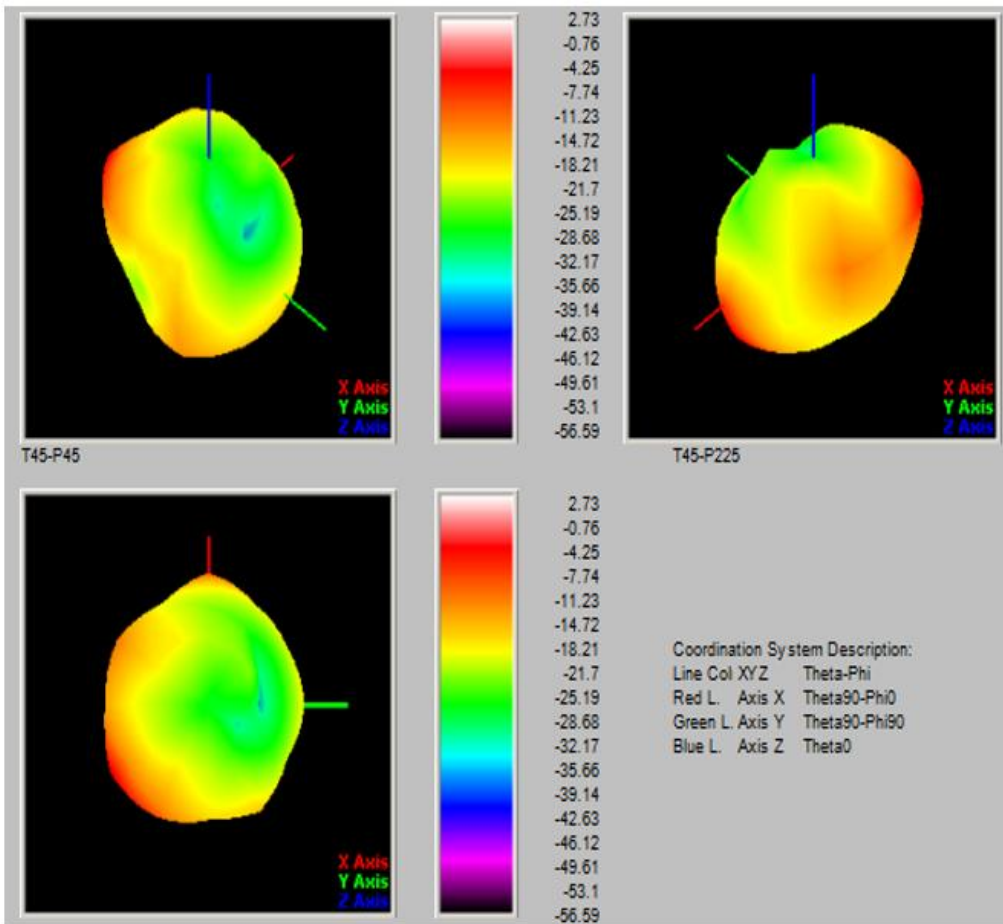 2.73
-0.76
-4.25
-7.74
-11.23
-14.72
-18.21
-21.7
-25.19
-28.68
-32.17
-35.66
-39.14
-42.63
-46.12
-49.61
-53.1
-56.59
X Axis
Y Axis
Z Axis
X Axis
Y Axis
Z Axis
T45-P45
T45-P225
2.73
-0.76
-4.25
-7.74
-11.23
-14.72
-18.21
-21.7
-25.19
-28.68
-32.17
-35.66
-39.14
-42.63
-46.12
-49.61
-53.1
-56.59
Coordination System Description:
Line Col XYZ Theta-Phi
Red L. Axis X Theta90-Phi0
Green L. Axis Y Theta90-Phi90
Blue L. Axis Z Theta0
X Axis
Y Axis
Z Axis